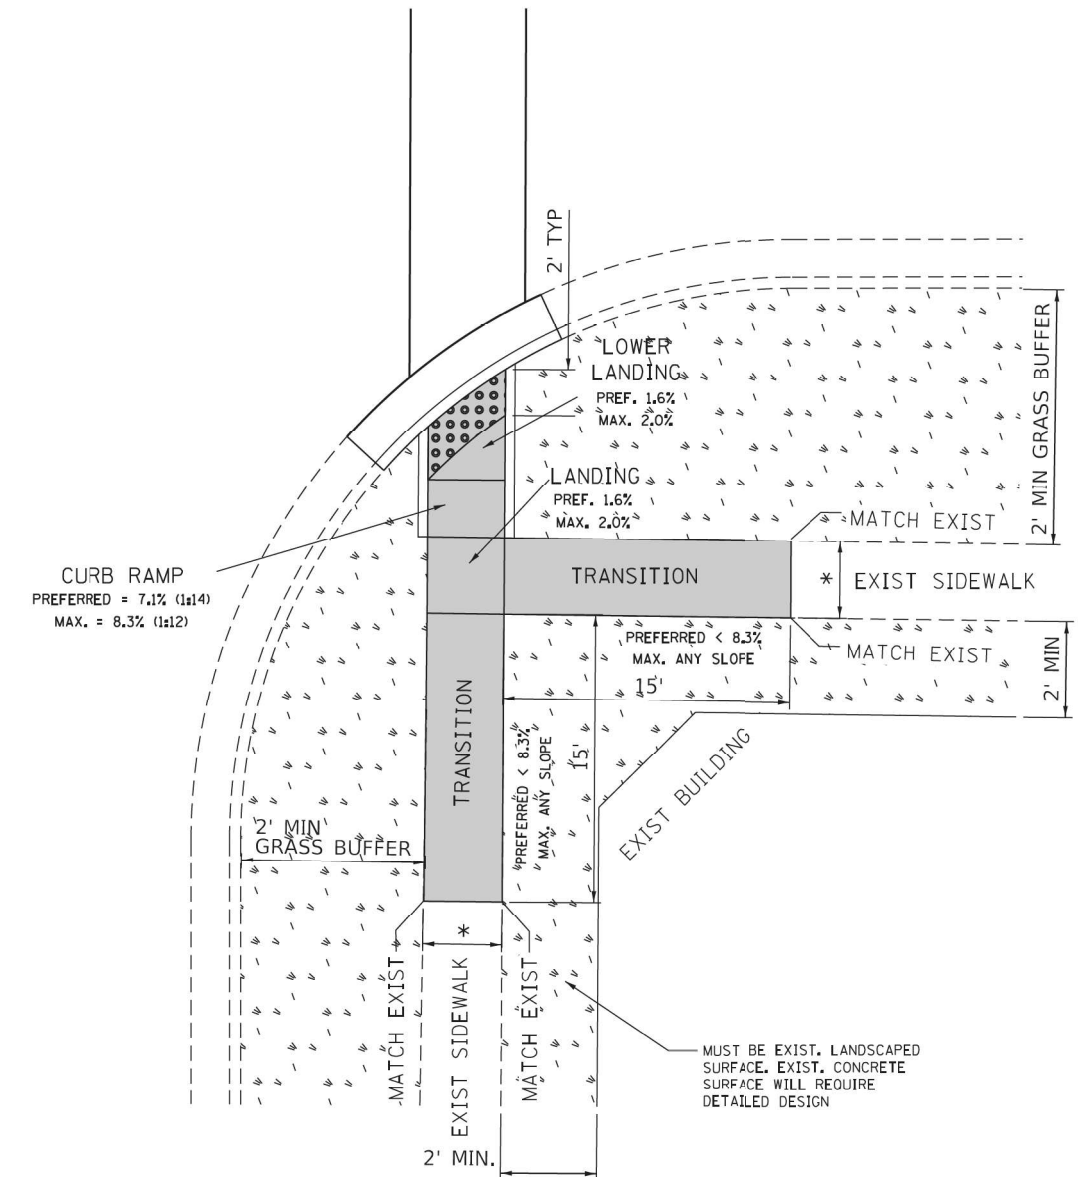 2' TYP
LOWER
LANDING
PREF. 1.6%
MAX. 2.0%
2' MIN GRASS BUFFER
LANDING
PREF. 1.6%
MAX. 2.0%
MATCH EXIST
CURB RAMP
PREFERRED = 7.1% (1:14)
MAX. = 8.3% (1:12)
TRANSITION
* EXIST SIDEWALK
PREFERRED < 8.3%
MAX. ANY SLOPE
MATCH EXIST
2' MIN
15'
TRANSITION
PREFERRED < 8.3%
MAX. ANY SLOPE
15'
EXIST BUILDING
2' MIN
GRASS BUFFER
*
MATCH EXIST
EXIST SIDEWALK
MATCH EXIST
MUST BE EXIST. LANDSCAPED
SURFACE. EXIST. CONCRETE
SURFACE WILL REQUIRE
DETAILED DESIGN
2' MIN.